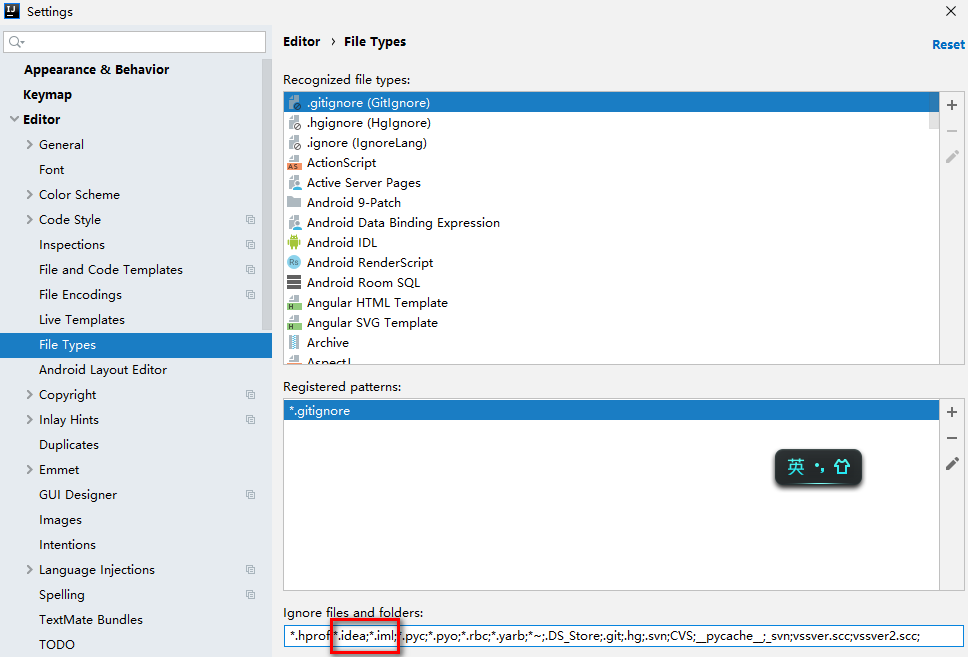 Settings
Appearance & Behavior
Keymap
Editor
General
Font
Color Scheme
Code Style
Inspections
File and Code Templates
File Encodings
Live Templates
File Types
Android Layout Editor
Copyright
Inlay Hints
Duplicates
Emmet
GUI Designer
Images
Intentions
Language Injections
Spelling
TextMate Bundles
TODO
Editor › File Types
Reset
Recognized file types:
.gitignore (GitIgnore)
.hgignore (HgIgnore)
.ignore (IgnoreLang)
ActionScript
Active Server Pages
Android 9-Patch
Android Data Binding Expression
Android IDL
Android RenderScript
Android Room SQL
Angular HTML Template
Angular SVG Template
Archive
AspectJ
Registered patterns:
*.gitignore
英
Ignore files and folders:
*.hprof;*.idea;*.iml;*.pyc;*.pyo;*.rbc;*.yarb;*~;.DS_Store;.git;.hg;.svn;CVS;__pycache__;_svn;vssver.scc;vssver2.scc;